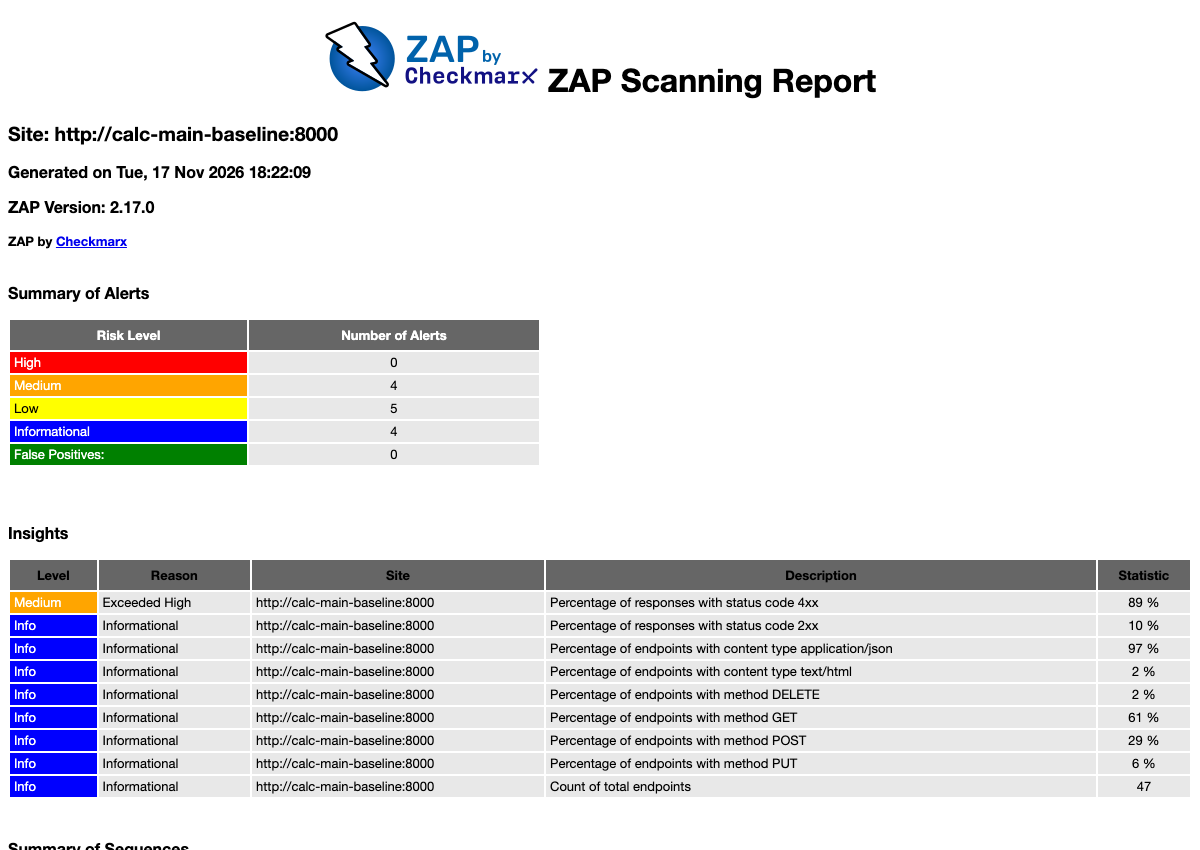 ZAP by
Checkmarx ZAP Scanning Report
Site: http://calc-main-baseline:8000
Generated on Tue, 17 Nov 2026 18:22:09
ZAP Version: 2.17.0
ZAP by Checkmarx
Summary of Alerts
Risk Level Number of Alerts
High 0
Medium 4
Low 5
Informational 4
False Positives: 0
Insights
Level Reason Site Description Statistic
Medium Exceeded High http://calc-main-baseline:8000 Percentage of responses with status code 4xx 89 %
Info Informational http://calc-main-baseline:8000 Percentage of responses with status code 2xx 10 %
Info Informational http://calc-main-baseline:8000 Percentage of endpoints with content type application/json 97 %
Info Informational http://calc-main-baseline:8000 Percentage of endpoints with content type text/html 2 %
Info Informational http://calc-main-baseline:8000 Percentage of endpoints with method DELETE 2 %
Info Informational http://calc-main-baseline:8000 Percentage of endpoints with method GET 61 %
Info Informational http://calc-main-baseline:8000 Percentage of endpoints with method POST 29 %
Info Informational http://calc-main-baseline:8000 Percentage of endpoints with method PUT 6 %
Info Informational http://calc-main-baseline:8000 Count of total endpoints 47
Summary of Sequences